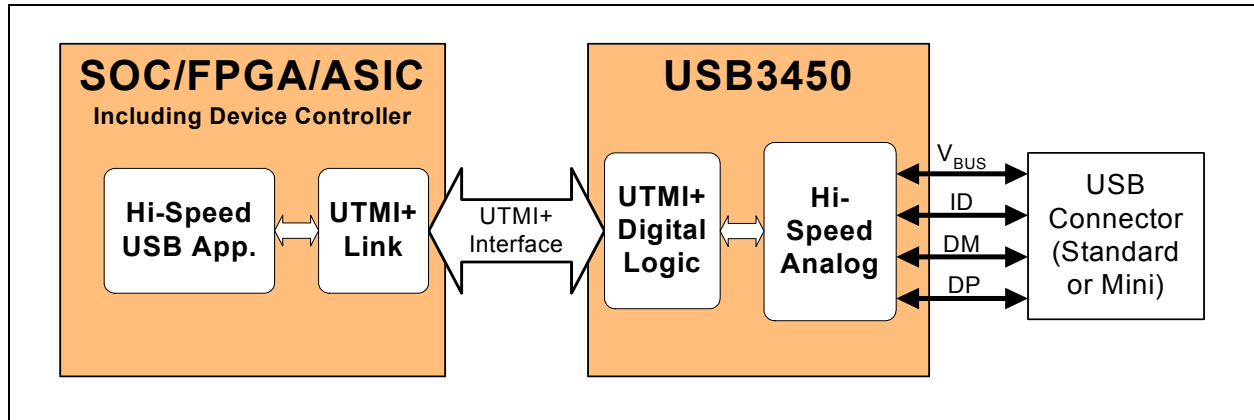 SOC/FPGA/ASIC
Including Device Controller
Hi-Speed
USB App.
UTMI+
Link
UTMI+
Interface
USB3450
UTMI+
Digital
Logic
Hi-
Speed
Analog
VBUS
ID
DM
DP
USB
Connector
(Standard
or Mini)